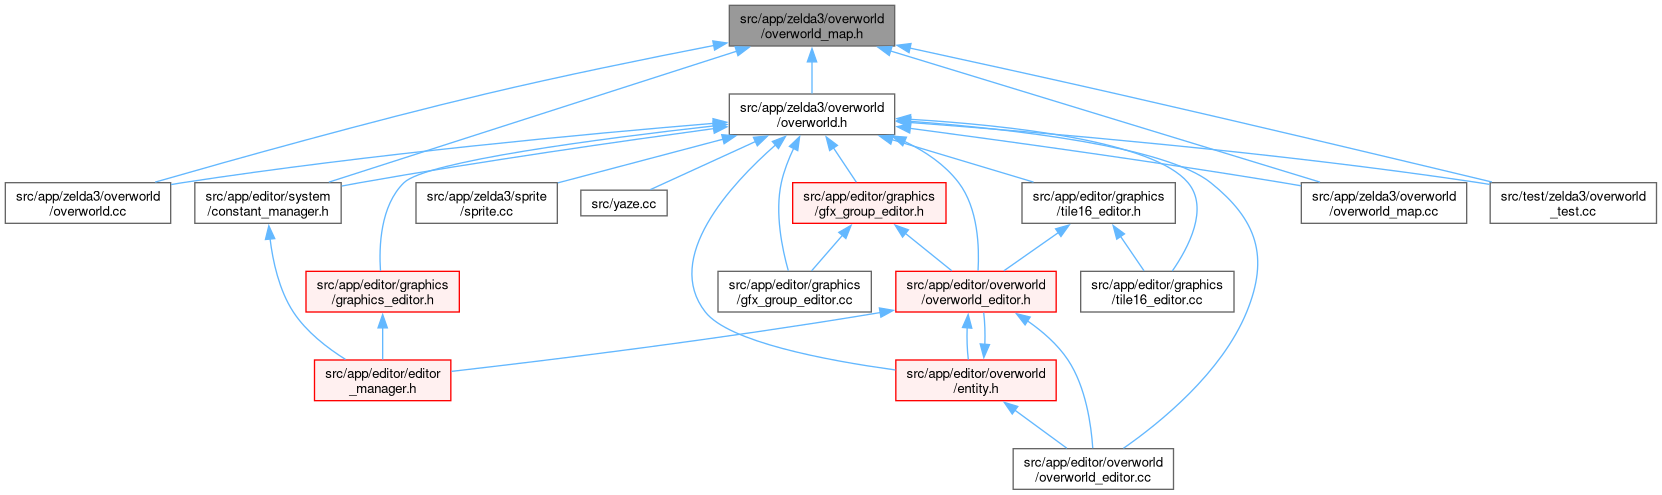 src/app/zelda3/overworld
/overworld_map.h
src/app/zelda3/overworld
/overworld.h
src/app/zelda3/overworld
/overworld.cc
src/app/editor/system
/constant_manager.h
src/app/zelda3/sprite
/sprite.cc
src/yaze.cc
src/app/editor/graphics
/gfx_group_editor.h
src/app/editor/graphics
/tile16_editor.h
src/app/zelda3/overworld
/overworld_map.cc
src/test/zelda3/overworld
_test.cc
src/app/editor/graphics
/graphics_editor.h
src/app/editor/graphics
/gfx_group_editor.cc
src/app/editor/overworld
/overworld_editor.h
src/app/editor/graphics
/tile16_editor.cc
src/app/editor/editor
_manager.h
src/app/editor/overworld
/entity.h
src/app/editor/overworld
/overworld_editor.cc